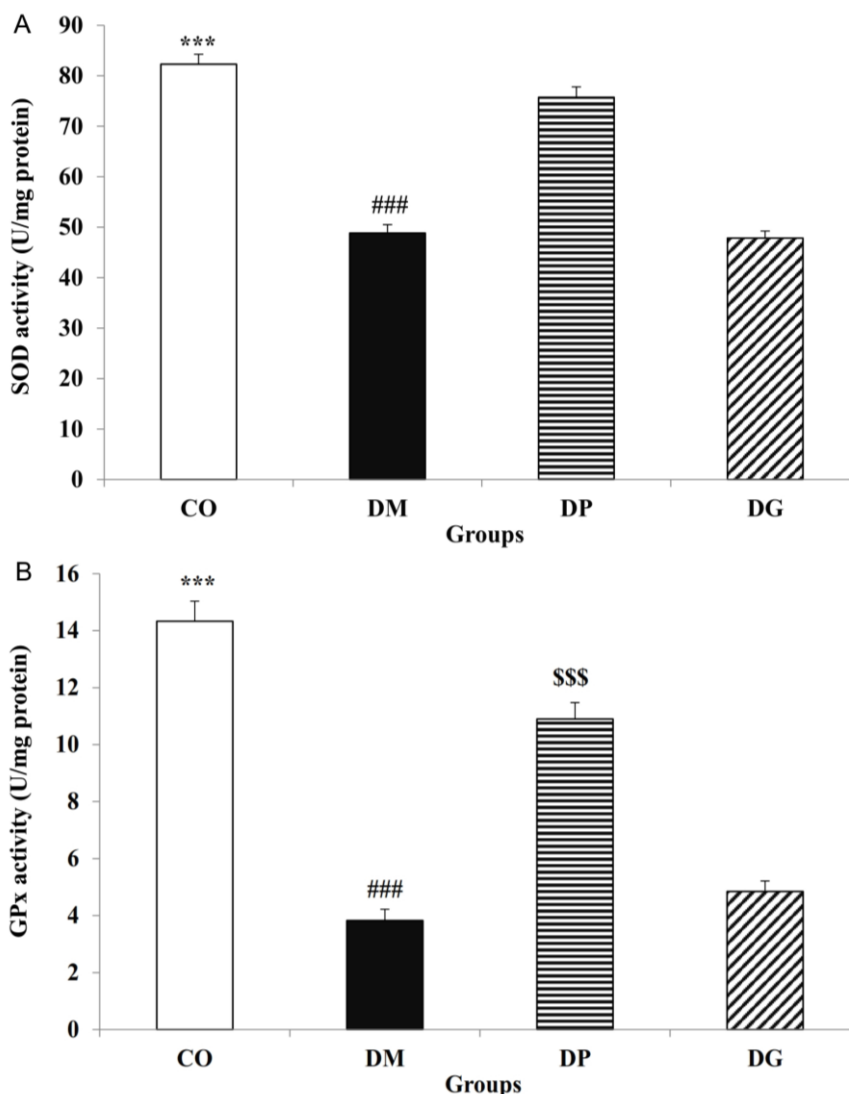 A
SOD activity (U/mg protein)
90
80
70
60
50
40
30
20
10
0
***
###
CO
DM
DP
DG
Groups
B
GPx activity (U/mg protein)
16
14
12
10
8
6
4
2
0
***
###
$$$
CO
DM
DP
DG
Groups